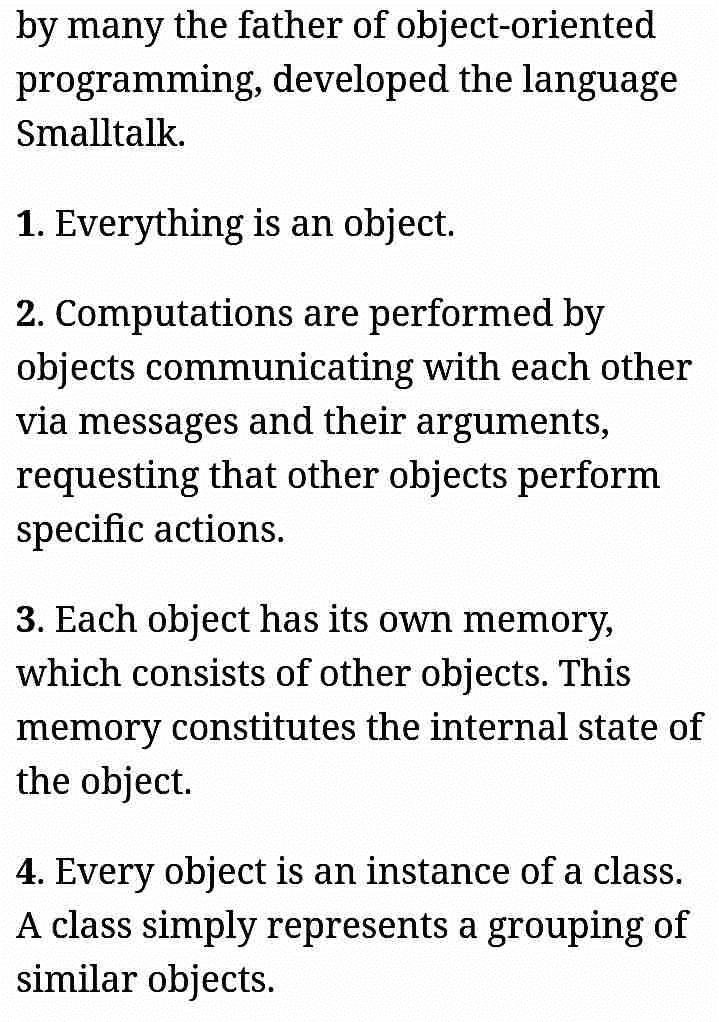 by many the father of object-oriented
programming, developed the language
Smalltalk.
1. Everything is an object.
2. Computations are performed by
objects communicating with each other
via messages and their arguments,
requesting that other objects perform
specific actions.
3. Each object has its own memory,
which consists of other objects. This
memory constitutes the internal state of
the object.
4. Every object is an instance of a class.
A class simply represents a grouping of
similar objects.